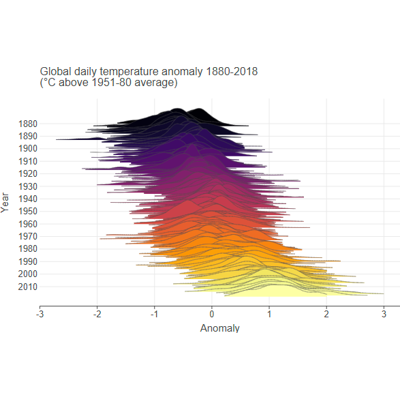 Global daily temperature anomaly 1880-2018
(°C above 1951-80 average)
1880
1890
1900
1910
1920
1930
1940
1950
1960
1970
1980
1990
2000
2010
Year
-3 -2 -1 0 1 2 3
Anomaly